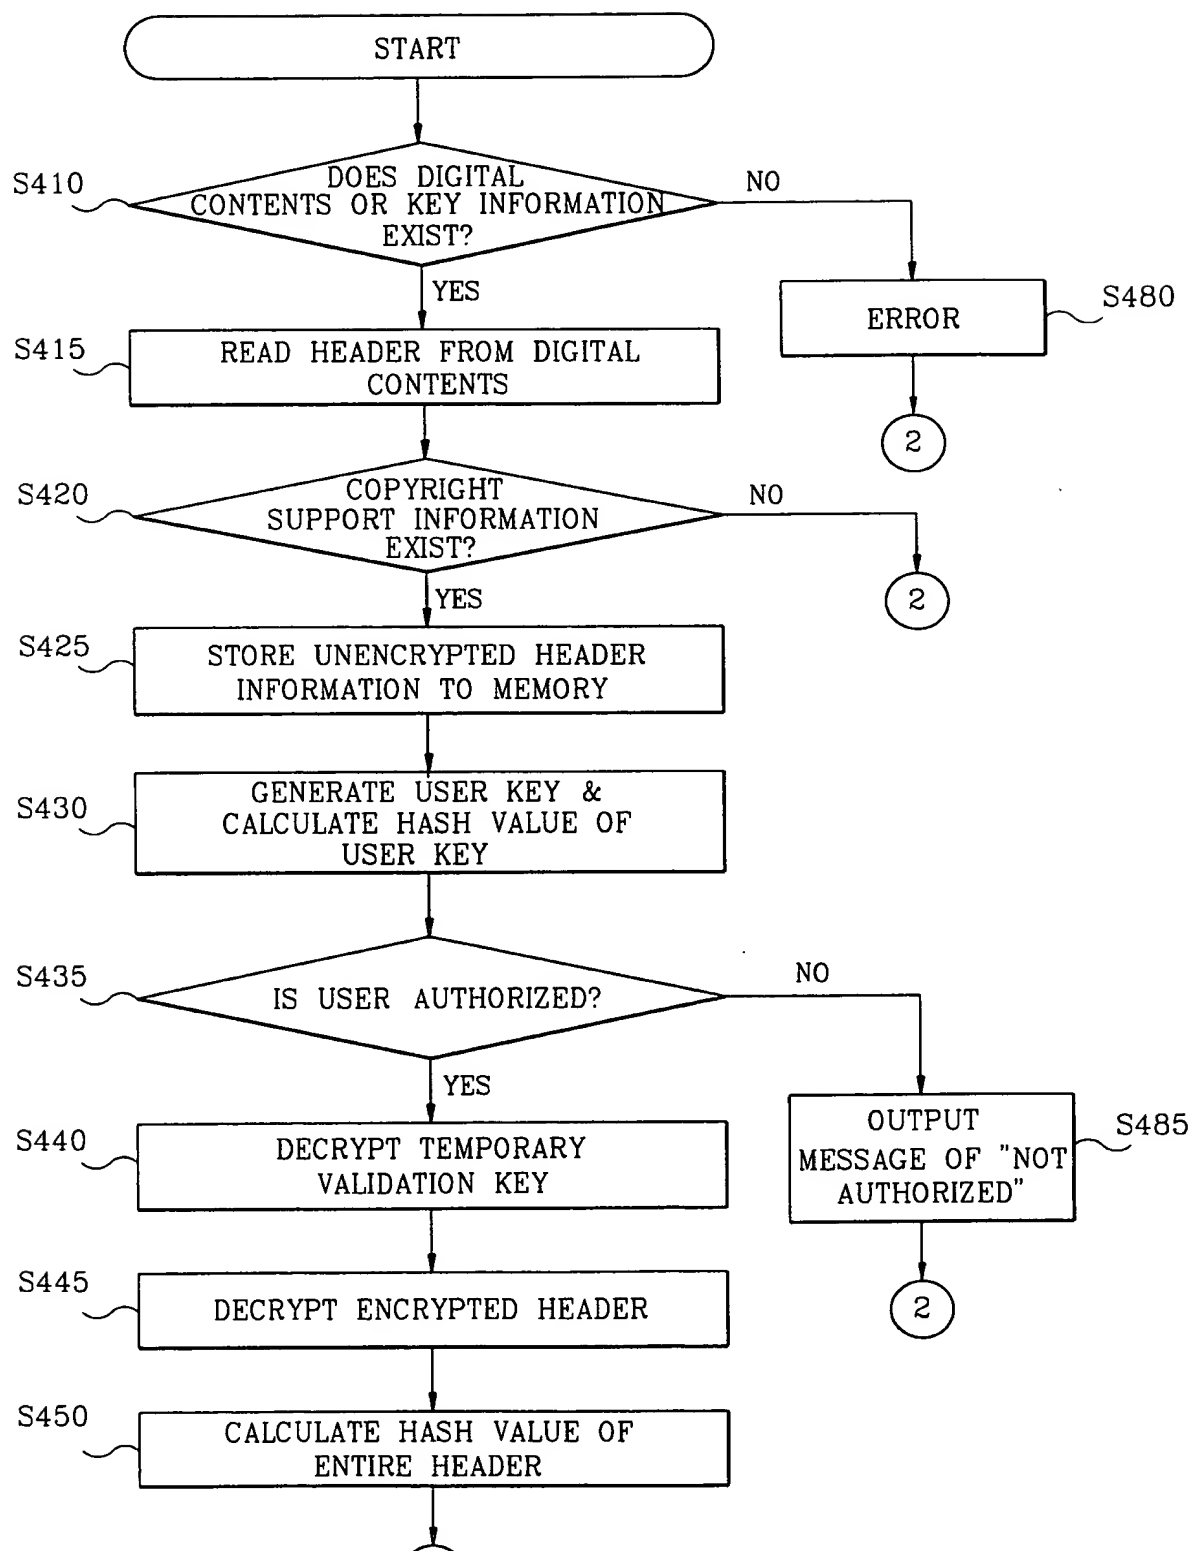 START
S410
DOES DIGITAL
CONTENTS OR KEY INFORMATION
EXIST?
NO
YES
S480
ERROR
S415
READ HEADER FROM DIGITAL
CONTENTS
2
S420
COPYRIGHT
SUPPORT INFORMATION
EXIST?
NO
YES
2
S425
STORE UNENCRYPTED HEADER
INFORMATION TO MEMORY
S430
GENERATE USER KEY &
CALCULATE HASH VALUE OF
USER KEY
S435
IS USER AUTHORIZED?
NO
YES
S440
DECRYPT TEMPORARY
VALIDATION KEY
S485
OUTPUT
MESSAGE OF "NOT
AUTHORIZED"
S445
DECRYPT ENCRYPTED HEADER
2
S450
CALCULATE HASH VALUE OF
ENTIRE HEADER